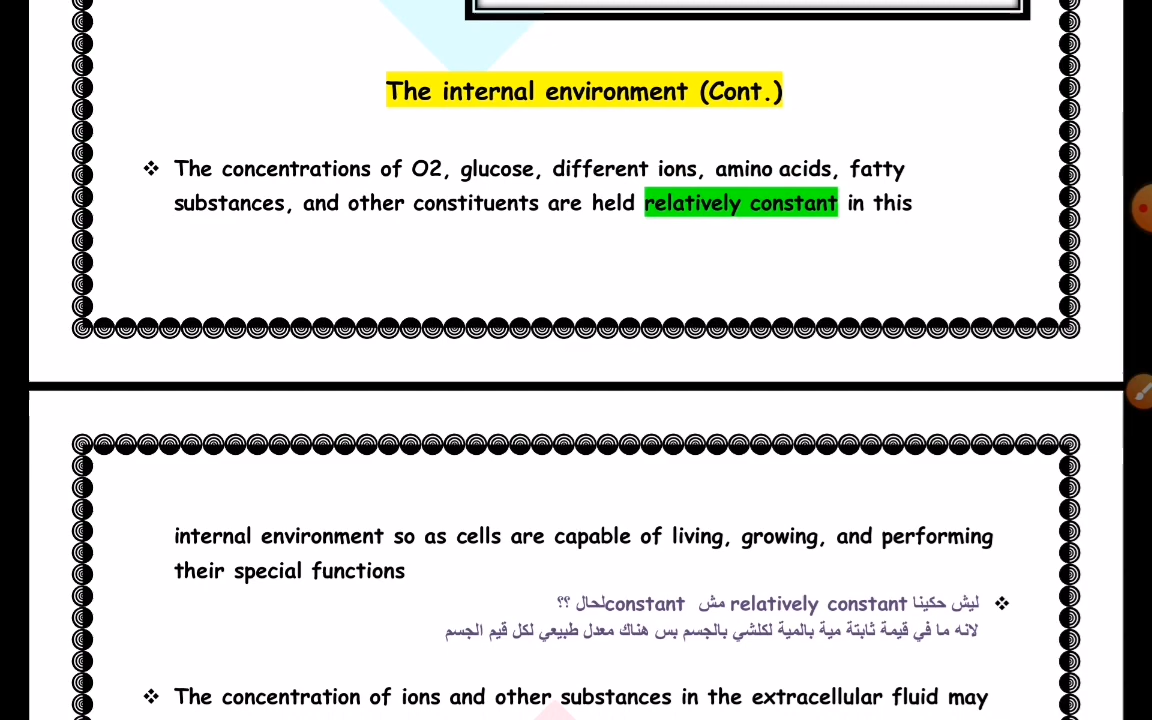 The internal environment (Cont.)
❖ The concentrations of O2, glucose, different ions, amino acids, fatty
substances, and other constituents are held relatively constant in this
internal environment so as cells are capable of living, growing, and performing
their special functions
❖ ليش حكينا relatively constant مش constant لحال ؟؟
لانه ما في قيمة ثابتة مية بالمية لكلشي بالجسم بس هناك معدل طبيعي لكل قيم الجسم
❖ The concentration of ions and other substances in the extracellular fluid may